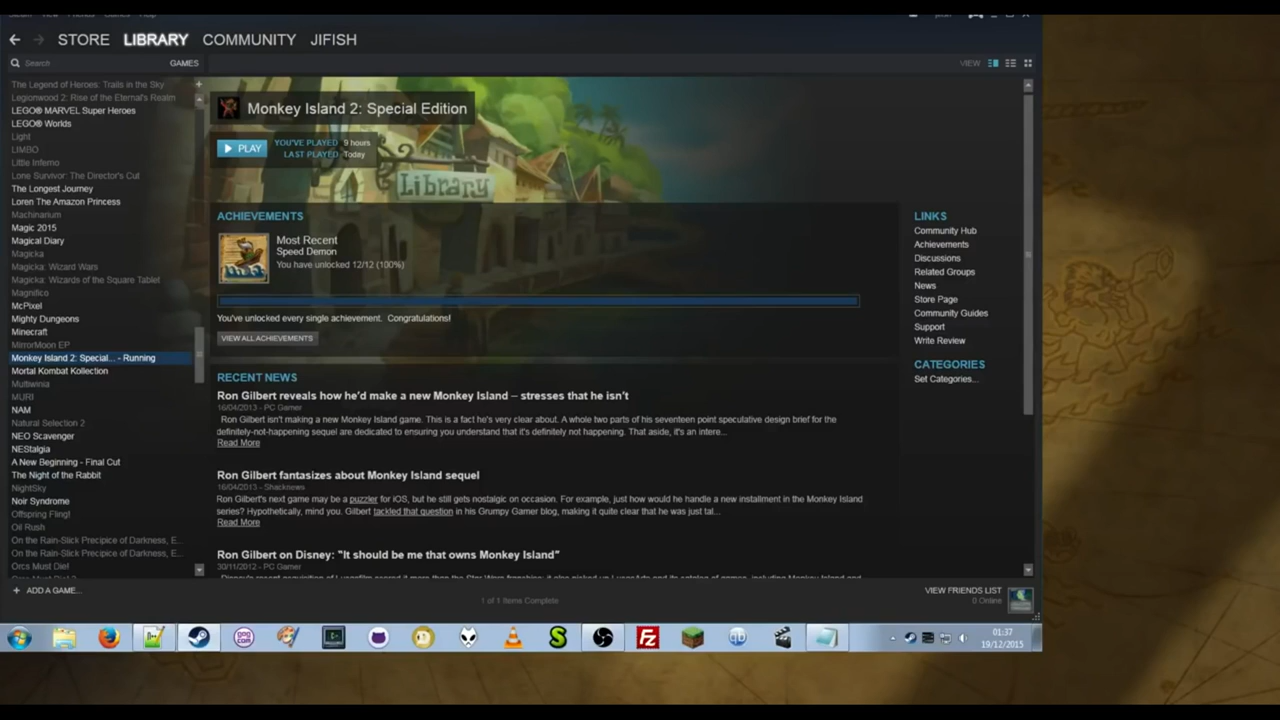 STORE LIBRARY COMMUNITY JIFISH
Search GAMES VIEW
The Legend of Heroes: Trails in the Sky
Legionwood 2: Rise of the Eternal's Realm
LEGO® MARVEL Super Heroes
LEGO® Worlds
Light
LIMBO
Little Inferno
Lone Survivor: The Director's Cut
The Longest Journey
Loren The Amazon Princess
Machinarium
Magic 2015
Magical Diary
Magicka
Magicka: Wizard Wars
Magicka: Wizards of the Square Tablet
Magnifico
McPixel
Mighty Dungeons
Minecraft
MirrorMoon EP
Monkey Island 2: Special... - Running
Mortal Kombat Kollection
Multiwinia
MURI
NAM
Natural Selection 2
NEO Scavenger
NEStalgia
A New Beginning - Final Cut
The Night of the Rabbit
NightSky
Noir Syndrome
Offspring Fling!
Oil Rush
On the Rain-Slick Precipice of Darkness, E...
On the Rain-Slick Precipice of Darkness, E...
Orcs Must Die!
Orcs Must Die! 2
+ ADD A GAME...
Monkey Island 2: Special Edition
PLAY
YOU'VE PLAYED 9 hours
LAST PLAYED Today
Library
ACHIEVEMENTS
Most Recent
Speed Demon
You have unlocked 12/12 (100%)
You've unlocked every single achievement. Congratulations!
VIEW ALL ACHIEVEMENTS
RECENT NEWS
Ron Gilbert reveals how he'd make a new Monkey Island – stresses that he isn't
16/04/2013 - PC Gamer
Ron Gilbert isn't making a new Monkey Island game. This is a fact he's very clear about. A whole two parts of his seventeen point speculative design brief for the
definitely-not-happening sequel are dedicated to ensuring you understand that it's definitely not happening. That aside, it's an intere...
Read More
Ron Gilbert fantasizes about Monkey Island sequel
16/04/2013 - Shacknews
Ron Gilbert's next game may be a puzzler for iOS, but he still gets nostalgic on occasion. For example, just how would he handle a new installment in the Monkey Island
series? Hypothetically, mind you. Gilbert tackled that question in his Grumpy Gamer blog, making it quite clear that he was just tal...
Read More
Ron Gilbert on Disney: "It should be me that owns Monkey Island"
30/11/2012 - PC Gamer
LINKS
Community Hub
Achievements
Discussions
Related Groups
News
Store Page
Community Guides
Support
Write Review
CATEGORIES
Set Categories...
1 of 1 Items Complete
VIEW FRIENDS LIST
0 Online
01:37
19/12/2015